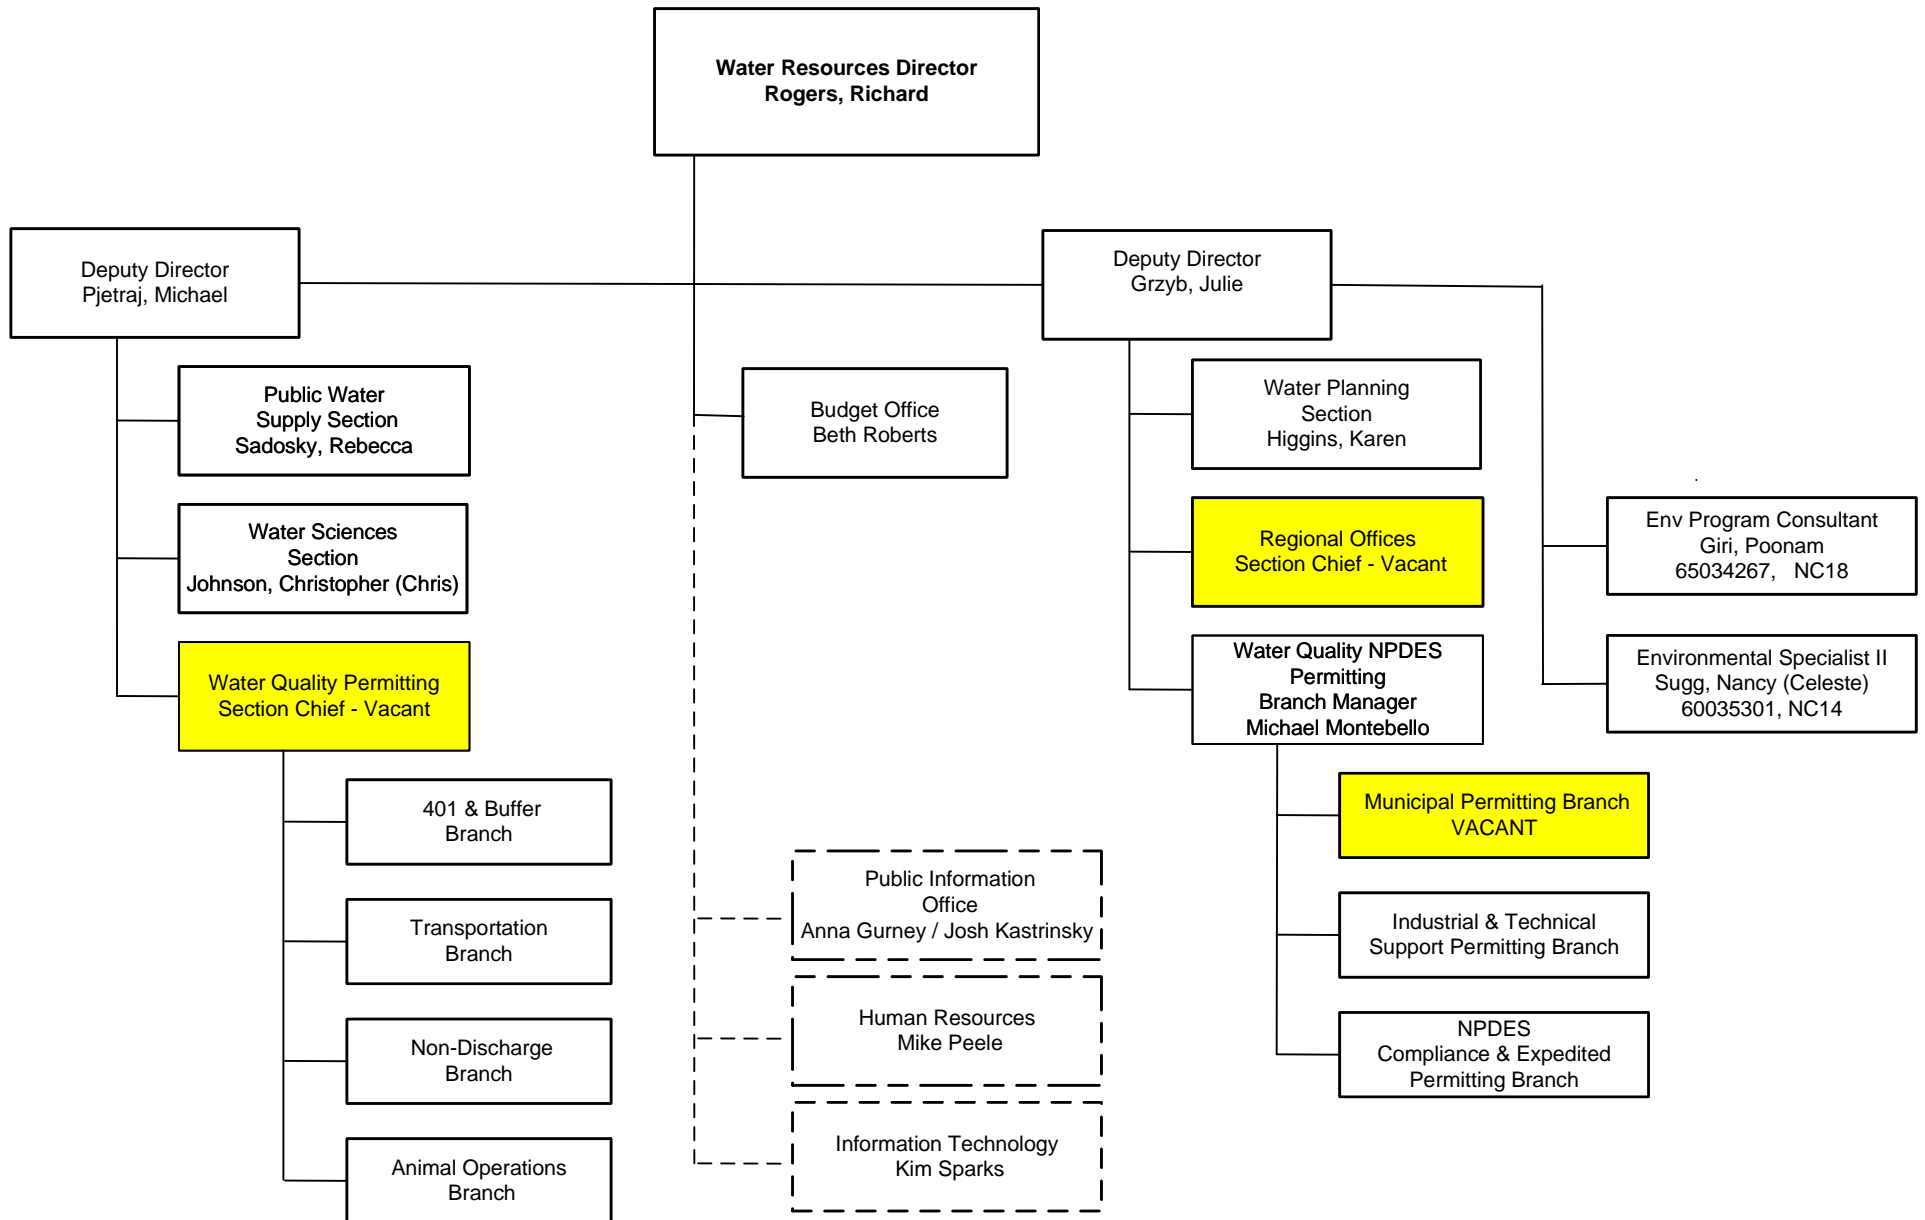 Water Resources Director
Rogers, Richard
Deputy Director
Pjetraj, Michael
Deputy Director
Grzyb, Julie
Public Water
Supply Section
Sadosky, Rebecca
Water Sciences
Section
Johnson, Christopher (Chris)
Water Quality Permitting
Section Chief - Vacant
401 & Buffer
Branch
Transportation
Branch
Non-Discharge
Branch
Animal Operations
Branch
Budget Office
Beth Roberts
Public Information
Office
Anna Gurney / Josh Kastrinsky
Human Resources
Mike Peele
Information Technology
Kim Sparks
Water Planning
Section
Higgins, Karen
Regional Offices
Section Chief - Vacant
Water Quality NPDES
Permitting
Branch Manager
Michael Montebello
Municipal Permitting Branch
VACANT
Industrial & Technical
Support Permitting Branch
NPDES
Compliance & Expedited
Permitting Branch
Env Program Consultant
Giri, Poonam
65034267, NC18
Environmental Specialist II
Sugg, Nancy (Celeste)
60035301, NC14